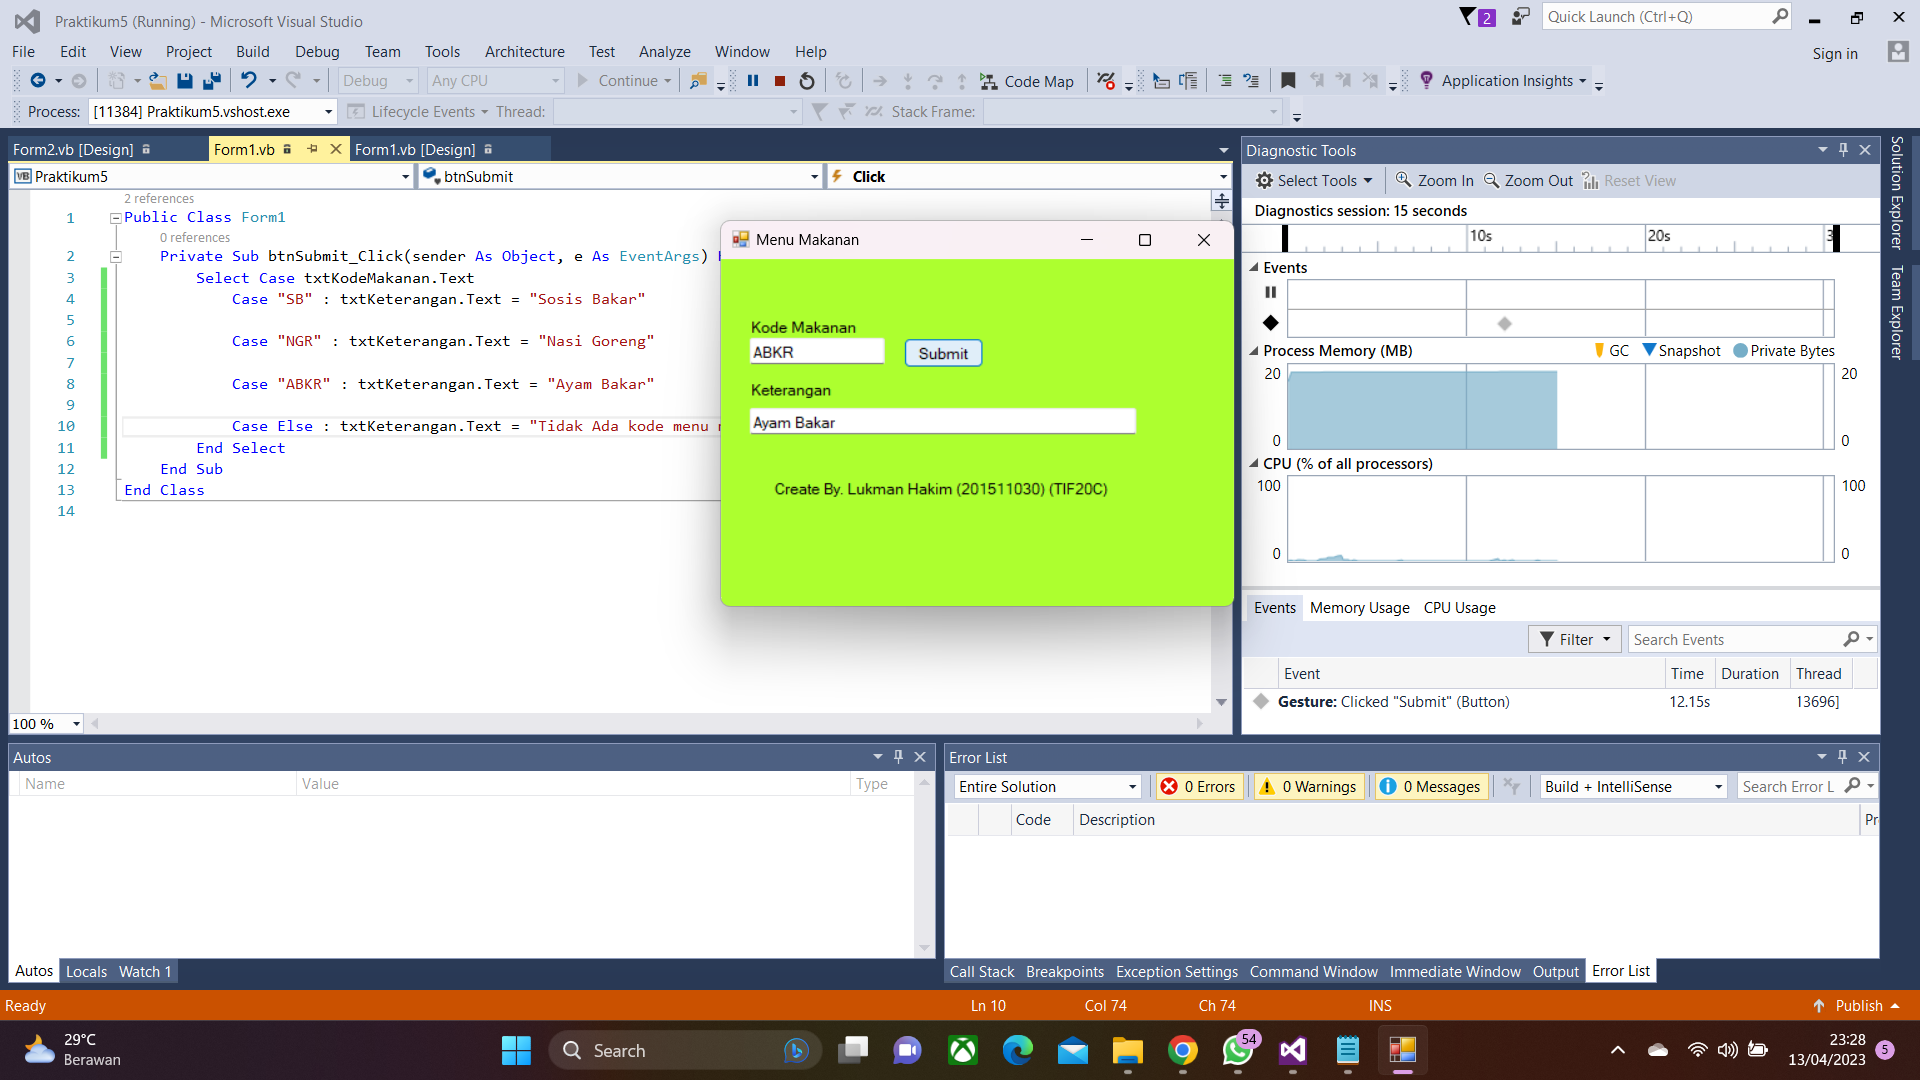 Praktikum5 (Running) - Microsoft Visual Studio
2
Quick Launch (Ctrl+Q)
File Edit View Project Build Debug Team Tools Architecture Test Analyze Window Help
Sign in
Debug Any CPU Continue Code Map Application Insights
Process: [11384] Praktikum5.vshost.exe Lifecycle Events Thread: Stack Frame:
Form2.vb [Design] Form1.vb Form1.vb [Design]
Praktikum5 btnSubmit Click
2 references
1 Public Class Form1
0 references
2 Private Sub btnSubmit_Click(sender As Object, e As EventArgs)
3 Select Case txtKodeMakanan.Text
4 Case "SB" : txtKeterangan.Text = "Sosis Bakar"
5
6 Case "NGR" : txtKeterangan.Text = "Nasi Goreng"
7
8 Case "ABKR" : txtKeterangan.Text = "Ayam Bakar"
9
10 Case Else : txtKeterangan.Text = "Tidak Ada kode menu
11 End Select
12 End Sub
13 End Class
14
100 %
Menu Makanan
Kode Makanan
ABKR Submit
Keterangan
Ayam Bakar
Create By. Lukman Hakim (201511030) (TIF20C)
Diagnostic Tools
Select Tools Zoom In Zoom Out Reset View
Diagnostics session: 15 seconds
10s 20s 3
Events
Process Memory (MB) GC Snapshot Private Bytes
20 20
0 0
CPU (% of all processors)
100 100
0 0
Events Memory Usage CPU Usage
Filter Search Events
Event Time Duration Thread
Gesture: Clicked "Submit" (Button) 12.15s 13696]
Solution Explorer
Team Explorer
Autos
Name Value Type
Autos Locals Watch 1
Error List
Entire Solution 0 Errors 0 Warnings 0 Messages Build + IntelliSense Search Error L
Code Description Pr
Call Stack Breakpoints Exception Settings Command Window Immediate Window Output Error List
Ready Ln 10 Col 74 Ch 74 INS Publish
29°C
Berawan
Search
54
23:28
13/04/2023
5